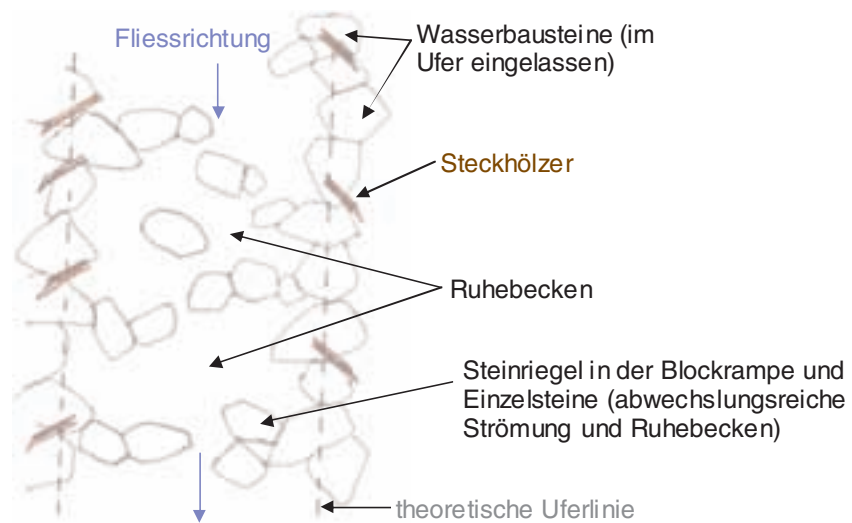 Fliessrichtung
Wasserbausteine (im
Ufer eingelassen)
Steckhölzer
Ruhebecken
Steinriegel in der Blockrampe und
Einzelsteine (abwechslungsreiche
Strömung und Ruhebecken)
theoretische Uferlinie